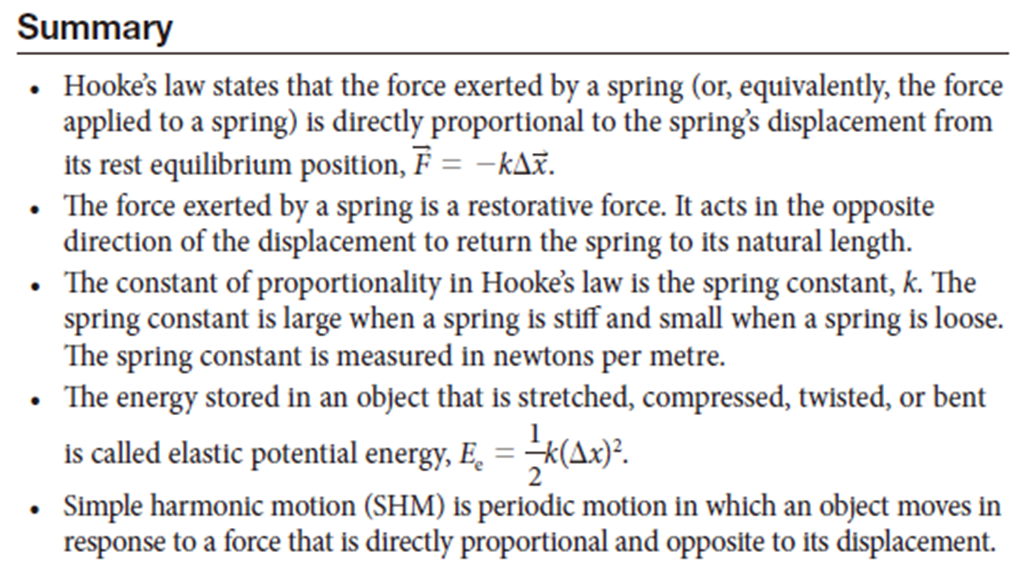 Summary
• Hooke's law states that the force exerted by a spring (or, equivalently, the force
applied to a spring) is directly proportional to the spring's displacement from
its rest equilibrium position, F⃗ = −kΔx⃗.
• The force exerted by a spring is a restorative force. It acts in the opposite
direction of the displacement to return the spring to its natural length.
• The constant of proportionality in Hooke's law is the spring constant, k. The
spring constant is large when a spring is stiff and small when a spring is loose.
The spring constant is measured in newtons per metre.
• The energy stored in an object that is stretched, compressed, twisted, or bent
is called elastic potential energy, Eₑ = 1/2 k(Δx)².
• Simple harmonic motion (SHM) is periodic motion in which an object moves in
response to a force that is directly proportional and opposite to its displacement.